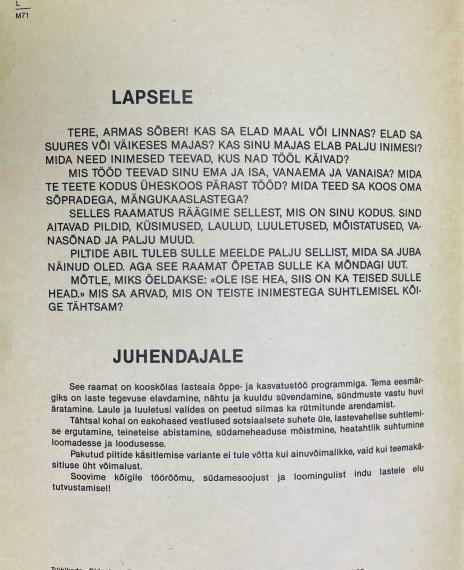 L
M71
LAPSELE
TERE, ARMAS SÕBER! KAS SA ELAD MAAL VÕI LINNAS? ELAD SA
SUURES VÕI VÄIKESES MAJAS? KAS SINU MAJAS ELAB PALJU INIMESI?
MIDA NEED INIMESED TEEVAD, KUS NAD TÖÖL KÄIVAD?
MIS TÖÖD TEEVAD SINU EMA JA ISA, VANAEMA JA VANAISA? MIDA
TE TEETE KODUS ÜHESKOOS PÄRAST TÖÖD? MIDA TEED SA KOOS OMA
SÕPRADEGA, MÄNGUKAASLASTEGA?
SELLES RAAMATUS RÄÄGIME SELLEST, MIS ON SINU KODUS. SIND
AITAVAD PILDID, KÜSIMUSED, LAULUD, LUULETUSED, MÕISTATUSED, VA-
NASÕNAD JA PALJU MUUD.
PILTIDE ABIL TULEB SULLE MEELDE PALJU SELLIST, MIDA SA JUBA
NÄINUD OLED. AGA SEE RAAMAT ÕPETAB SULLE KA MÕNDAGI UUT.
MÕTLE, MIKS ÖELDAKSE: «OLE ISE HEA, SIIS ON KA TEISED SULLE
HEAD.» MIS SA ARVAD, MIS ON TEISTE INIMESTEGA SUHTLEMISEL KÕI-
GE TÄHTSAM?
JUHENDAJALE
See raamat on kooskõlas lasteaia õppe- ja kasvatustöö programmiga. Tema eesmär-
giks on laste tegevuse elavdamine, nähtu ja kuuldu süvendamine, sündmuste vastu huvi
äratamine. Laule ja luuletusi valides on peetud silmas ka rütmitunde arendamist.
Tähtsal kohal on eakohased vestlused sotsiaalsete suhete üle, lastevahelise suhtlemi-
se ergutamine, teineteise abistamine, südameheaduse mõistmine, heatahtlik suhtumine
loomadesse ja loodusesse.
Pakutud piltide käsitlemise variante ei tule võtta kui ainuvõimalikke, vaid kui teemakä-
sitluse üht võimalust.
Soovime kõigile töörõõmu, südamesoojust ja loomingulist indu lastele elu
tutvustamisel!